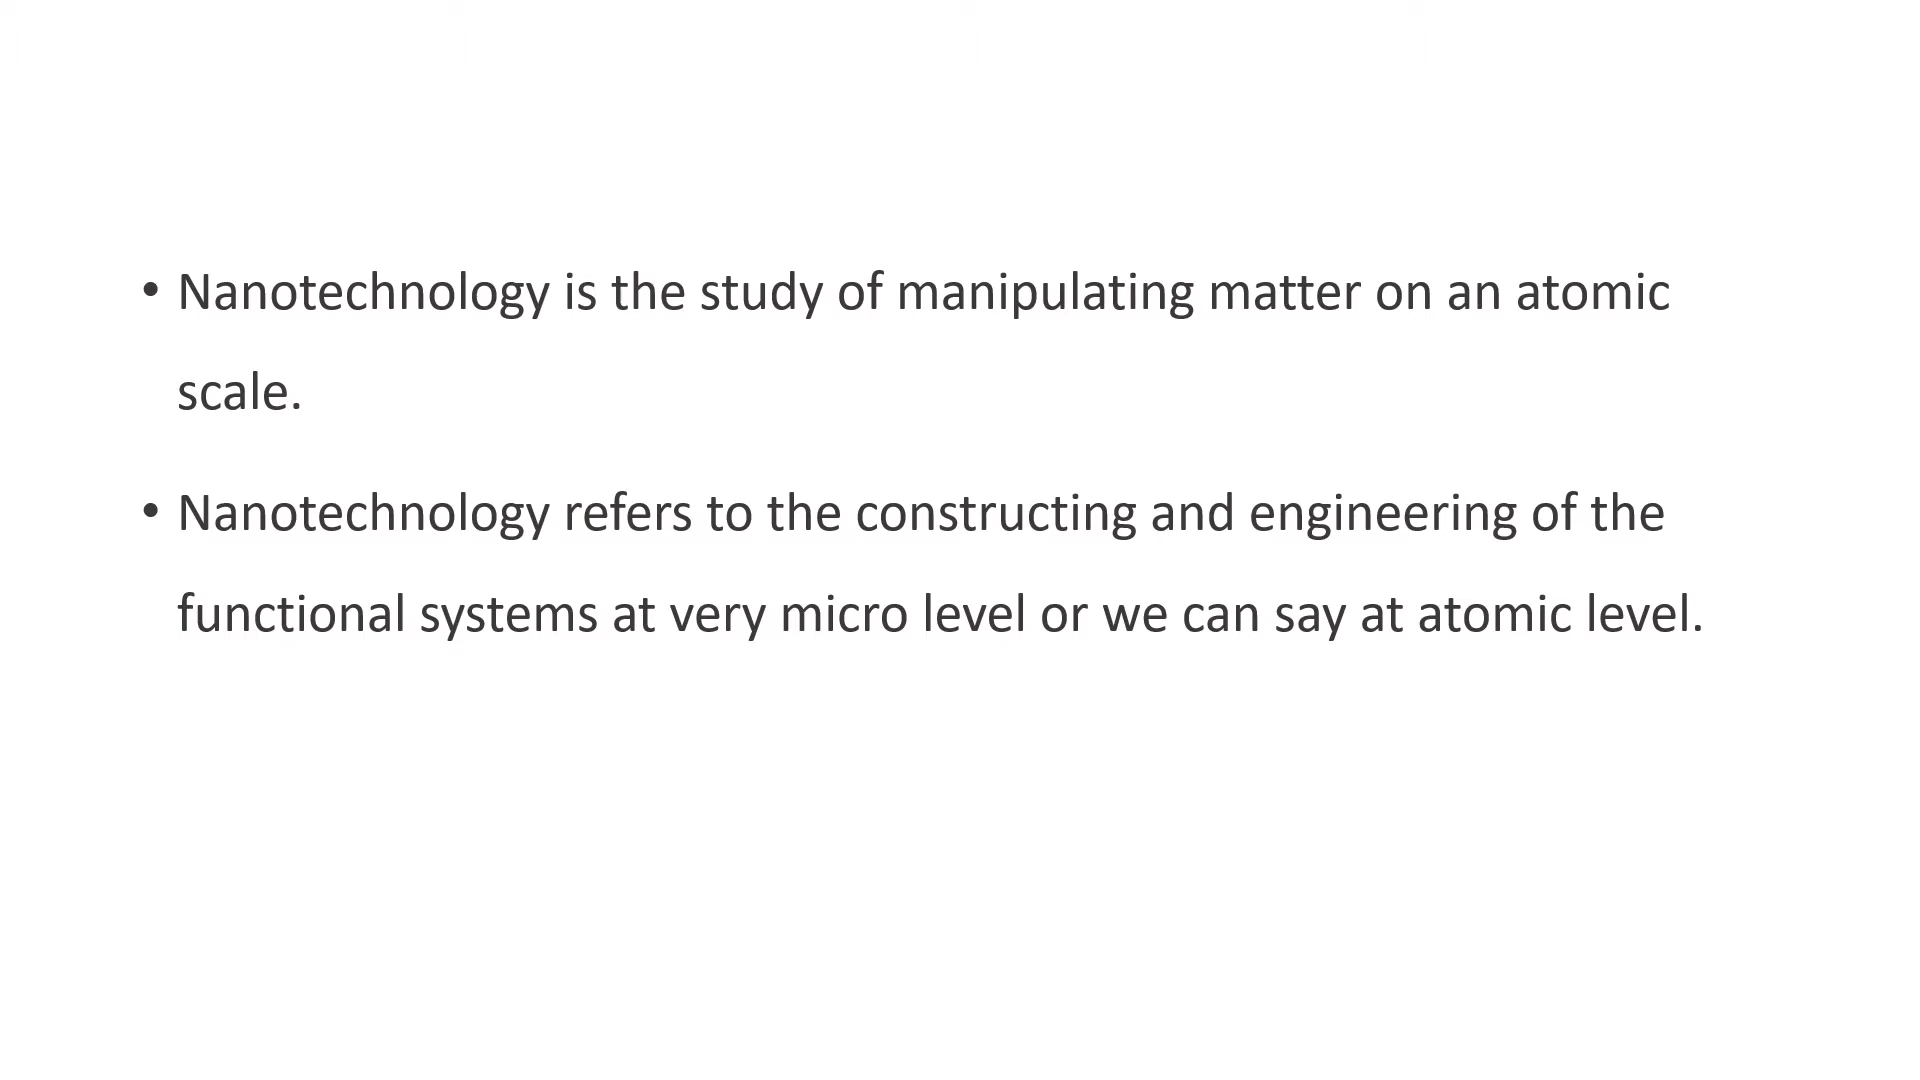 • Nanotechnology is the study of manipulating matter on an atomic
scale.
• Nanotechnology refers to the constructing and engineering of the
functional systems at very micro level or we can say at atomic level.